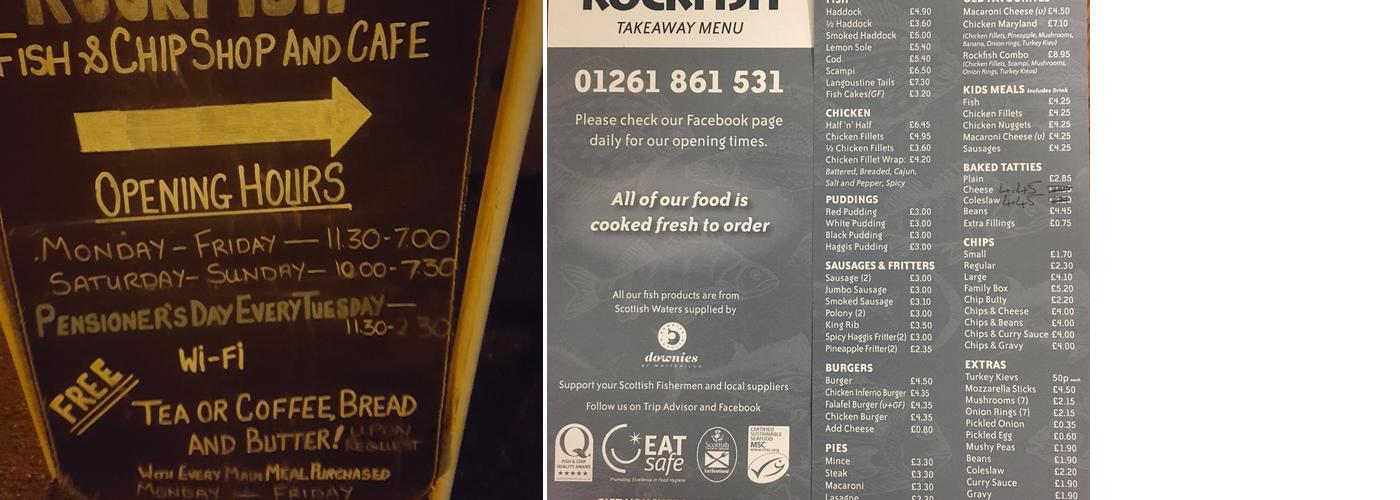 ROCKFISH
FISH & CHIP SHOP AND CAFE
OPENING HOURS
MONDAY - FRIDAY — 11.30-7.00
SATURDAY - SUNDAY — 10.00-7.30
PENSIONER'S DAY EVERY TUESDAY —
11.30-2.30
FREE
Wi-Fi
TEA OR COFFEE, BREAD
AND BUTTER! UPON
REQUEST
WITH EVERY MAIN MEAL PURCHASED
MONDAY — FRIDAY
ROCKFISH
TAKEAWAY MENU
01261 861 531
Please check our Facebook page
daily for our opening times.
All of our food is
cooked fresh to order
All our fish products are from
Scottish Waters supplied by
downies
OF WHITEHILLS
Support your Scottish Fishermen and local suppliers
Follow us on Trip Advisor and Facebook
Q
FISH & CHIP
QUALITY AWARD
EAT
safe
Promoting Excellence in Food Hygiene
Scottish
EatScotland
CERTIFIED
SUSTAINABLE
SEAFOOD
MSC
www.msc.org
FISH
Haddock £4.90
½ Haddock £3.60
Smoked Haddock £5.00
Lemon Sole £5.40
Cod £5.40
Scampi £6.50
Langoustine Tails £7.30
Fish Cakes(GF) £3.20
CHICKEN
Half 'n' Half £6.45
Chicken Fillets £4.95
½ Chicken Fillets £3.60
Chicken Fillet Wrap: £4.20
Battered, Breaded, Cajun,
Salt and Pepper, Spicy
PUDDINGS
Red Pudding £3.00
White Pudding £3.00
Black Pudding £3.00
Haggis Pudding £3.00
SAUSAGES & FRITTERS
Sausage (2) £3.00
Jumbo Sausage £3.00
Smoked Sausage £3.10
Polony (2) £3.00
King Rib £3.50
Spicy Haggis Fritter(2) £3.00
Pineapple Fritter(2) £2.35
BURGERS
Burger £4.50
Chicken Inferno Burger £4.35
Falafel Burger (v+GF) £4.35
Chicken Burger £4.35
Add Cheese £0.80
PIES
Mince £3.30
Steak £3.30
Macaroni £3.30
Lasagne £3.30
OLD FAVOURITES
Macaroni Cheese (v) £4.50
Chicken Maryland £7.10
(Chicken Fillets, Pineapple, Mushrooms,
Banana, Onion rings, Turkey Kiev)
Rockfish Combo £8.95
(Chicken Fillets, Scampi, Mushrooms,
Onion Rings, Turkey Kievs)
KIDS MEALS Includes Drink
Fish £4.25
Chicken Fillets £4.25
Chicken Nuggets £4.25
Macaroni Cheese (v) £4.25
Sausages £4.25
BAKED TATTIES
Plain £2.85
Cheese 4.45
Coleslaw 4.45
Beans £4.45
Extra Fillings £0.75
CHIPS
Small £1.70
Regular £2.30
Large £4.10
Family Box £5.20
Chip Butty £2.20
Chips & Cheese £4.00
Chips & Beans £4.00
Chips & Curry Sauce £4.00
Chips & Gravy £4.00
EXTRAS
Turkey Kievs 50p each
Mozzarella Sticks £4.50
Mushrooms (7) £2.15
Onion Rings (7) £2.15
Pickled Onion £0.35
Pickled Egg £0.60
Mushy Peas £1.90
Beans £1.90
Coleslaw £2.20
Curry Sauce £1.90
Gravy £1.90